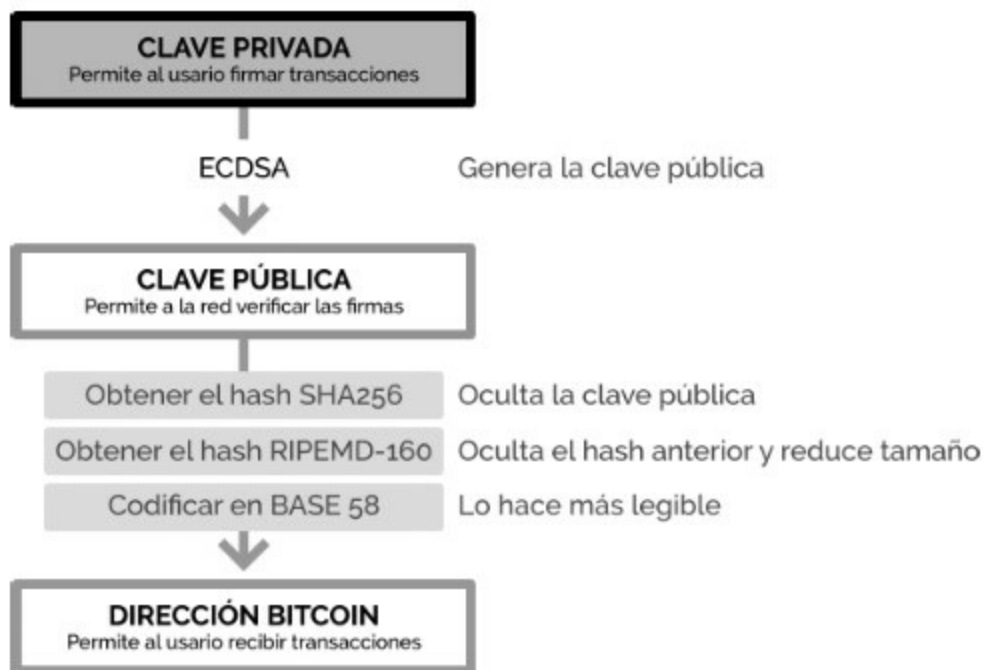 CLAVE PRIVADA
Permite al usario firmar transacciones
ECDSA Genera la clave pública
CLAVE PÚBLICA
Permite a la red verificar las firmas
Obtener el hash SHA256 Oculta la clave pública
Obtener el hash RIPEMD-160 Oculta el hash anterior y reduce tamaño
Codificar en BASE 58 Lo hace más legible
DIRECCIÓN BITCOIN
Permite al usuario recibir transacciones